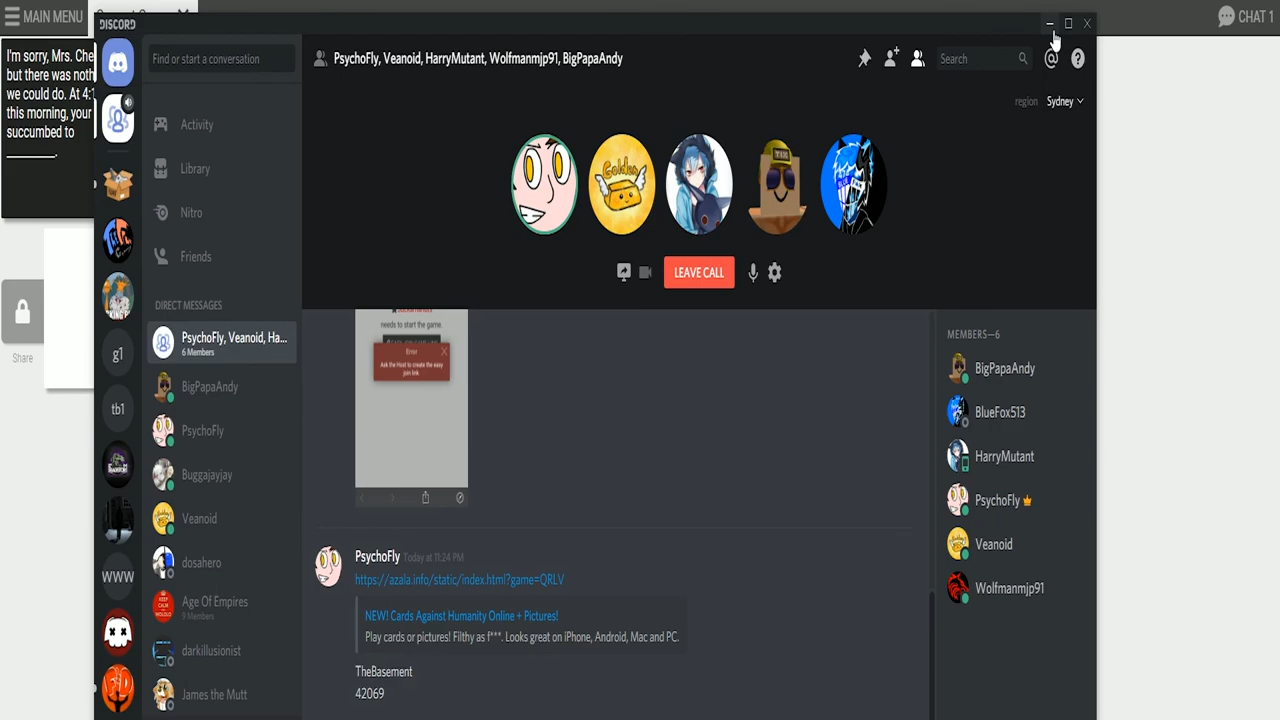 MAIN MENU
CHAT 1
I'm sorry, Mrs. Che
but there was noth
we could do. At 4:1
this morning, your
succumbed to
________.
Share
DISCORD
Find or start a conversation
Activity
Library
Nitro
Friends
DIRECT MESSAGES
PsychoFly, Veanoid, Ha...
6 Members
BigPapaAndy
PsychoFly
Buggajayjay
Veanoid
dosahero
Age Of Empires
9 Members
darkillusionist
James the Mutt
g1
tb1
WWW
PsychoFly, Veanoid, HarryMutant, Wolfmanmjp91, BigPapaAndy
Search
region Sydney
Golden
BLUE
LEAVE CALL
needs to start the game.
Error
Ask the Host to create the easy
join link
PsychoFly Today at 11:24 PM
https://azala.info/static/index.html?game=QRLV
NEW! Cards Against Humanity Online + Pictures!
Play cards or pictures! Filthy as f***. Looks great on iPhone, Android, Mac and PC.
TheBasement
42069
MEMBERS—6
BigPapaAndy
BlueFox513
HarryMutant
PsychoFly
Veanoid
Wolfmanmjp91